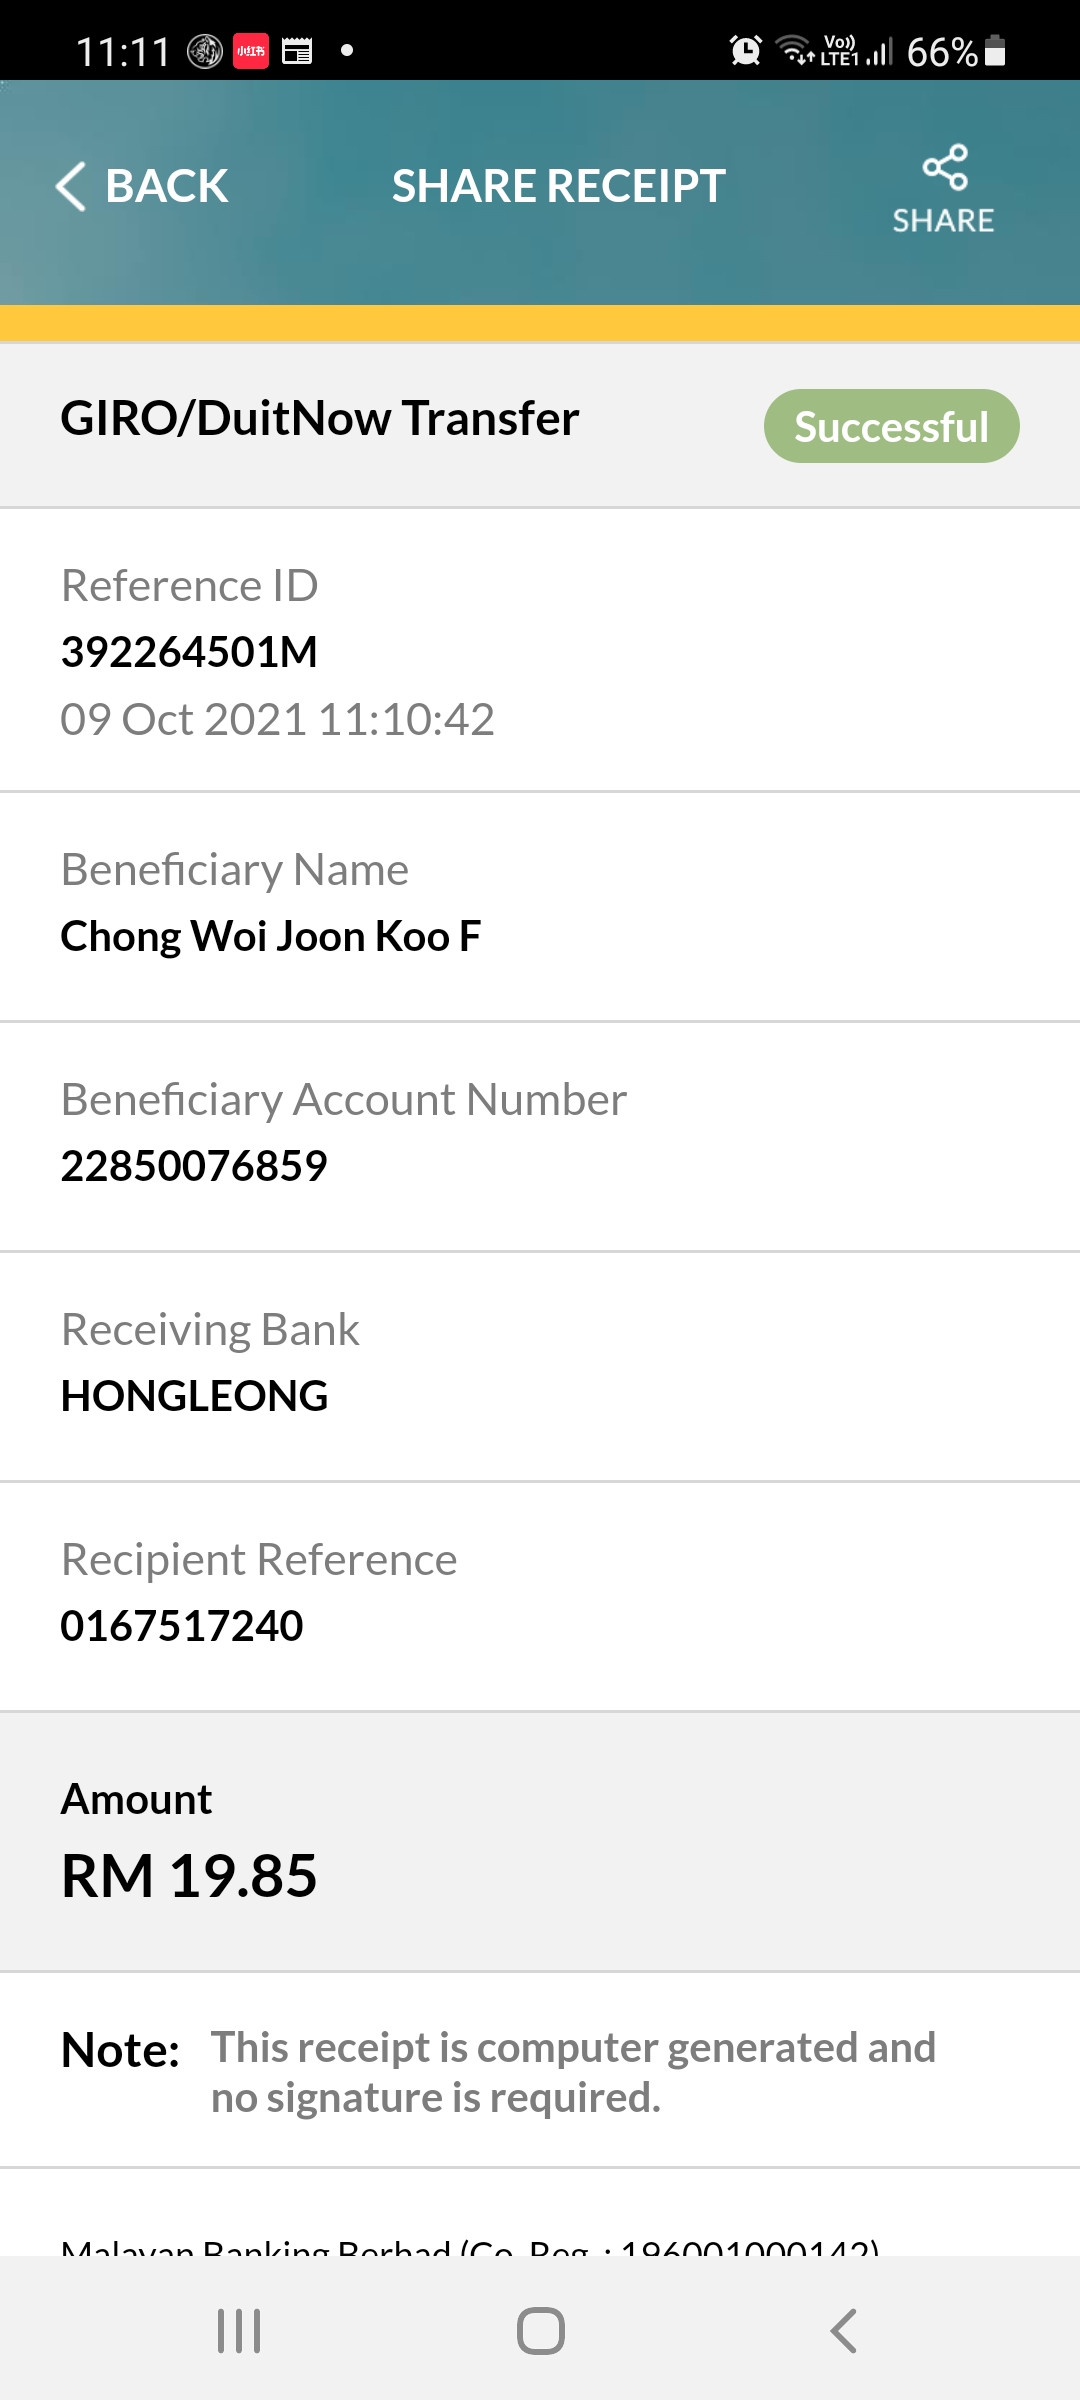 11:11 小红书 Vo)) LTE1 66%
BACK SHARE RECEIPT SHARE
GIRO/DuitNow Transfer Successful
Reference ID
392264501M
09 Oct 2021 11:10:42
Beneficiary Name
Chong Woi Joon Koo F
Beneficiary Account Number
22850076859
Receiving Bank
HONGLEONG
Recipient Reference
0167517240
Amount
RM 19.85
Note: This receipt is computer generated and
no signature is required.
Malayan Banking Berhad (Co. Reg. : 196001000142)